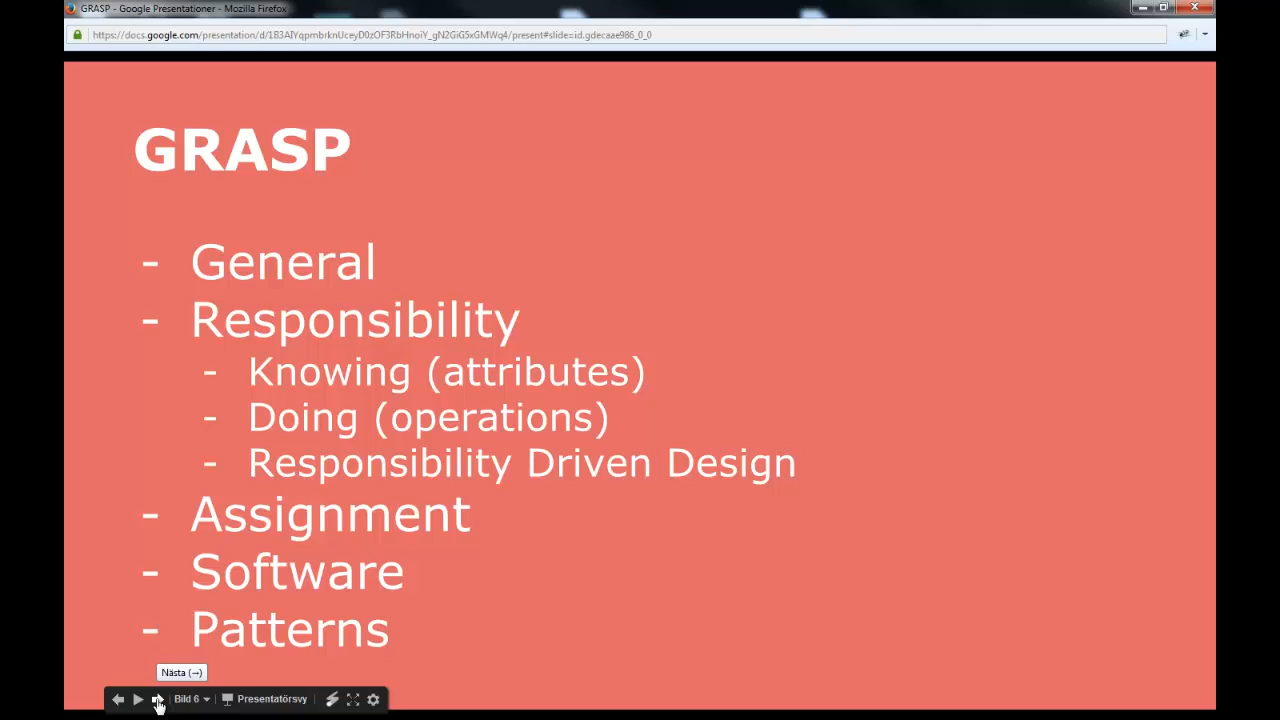 GRASP - Google Presentationer - Mozilla Firefox
https://docs.google.com/presentation/d/1B3AIYqpmbrknUceyD0zOF3RbHnoiY_gN2GiG5xGMWq4/present#slide=id.gdecaae986_0_0
GRASP
- General
- Responsibility
- Knowing (attributes)
- Doing (operations)
- Responsibility Driven Design
- Assignment
- Software
- Patterns
Nästa (→)
Bild 6
Presentatörsvy